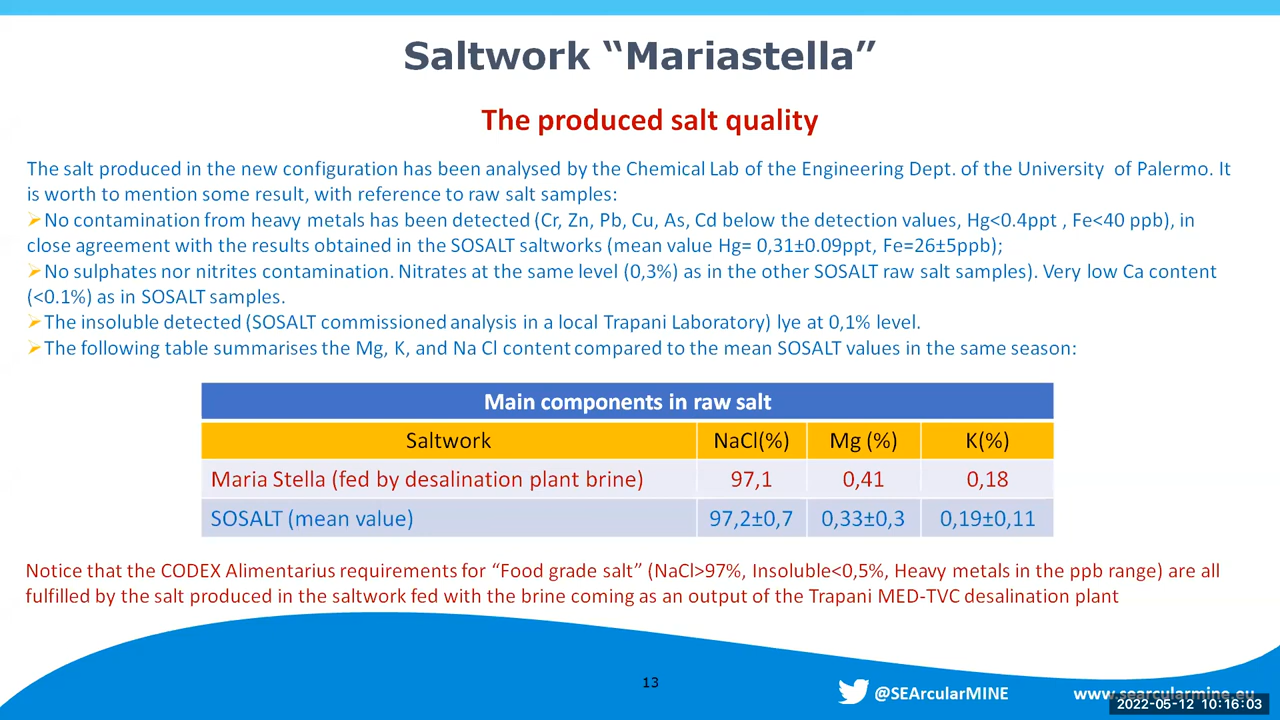 Saltwork “Mariastella”
The produced salt quality
The salt produced in the new configuration has been analysed by the Chemical Lab of the Engineering Dept. of the University of Palermo. It
is worth to mention some result, with reference to raw salt samples:
➢No contamination from heavy metals has been detected (Cr, Zn, Pb, Cu, As, Cd below the detection values, Hg<0.4ppt , Fe<40 ppb), in
close agreement with the results obtained in the SOSALT saltworks (mean value Hg= 0,31±0.09ppt, Fe=26±5ppb);
➢No sulphates nor nitrites contamination. Nitrates at the same level (0,3%) as in the other SOSALT raw salt samples). Very low Ca content
(<0.1%) as in SOSALT samples.
➢The insoluble detected (SOSALT commissioned analysis in a local Trapani Laboratory) lye at 0,1% level.
➢The following table summarises the Mg, K, and Na Cl content compared to the mean SOSALT values in the same season:
Main components in raw salt
Saltwork NaCl(%) Mg (%) K(%)
Maria Stella (fed by desalination plant brine) 97,1 0,41 0,18
SOSALT (mean value) 97,2±0,7 0,33±0,3 0,19±0,11
Notice that the CODEX Alimentarius requirements for “Food grade salt” (NaCl>97%, Insoluble<0,5%, Heavy metals in the ppb range) are all
fulfilled by the salt produced in the saltwork fed with the brine coming as an output of the Trapani MED-TVC desalination plant
13
@SEArcularMINE www.searcularmine.eu
2022-05-12 10:16:03